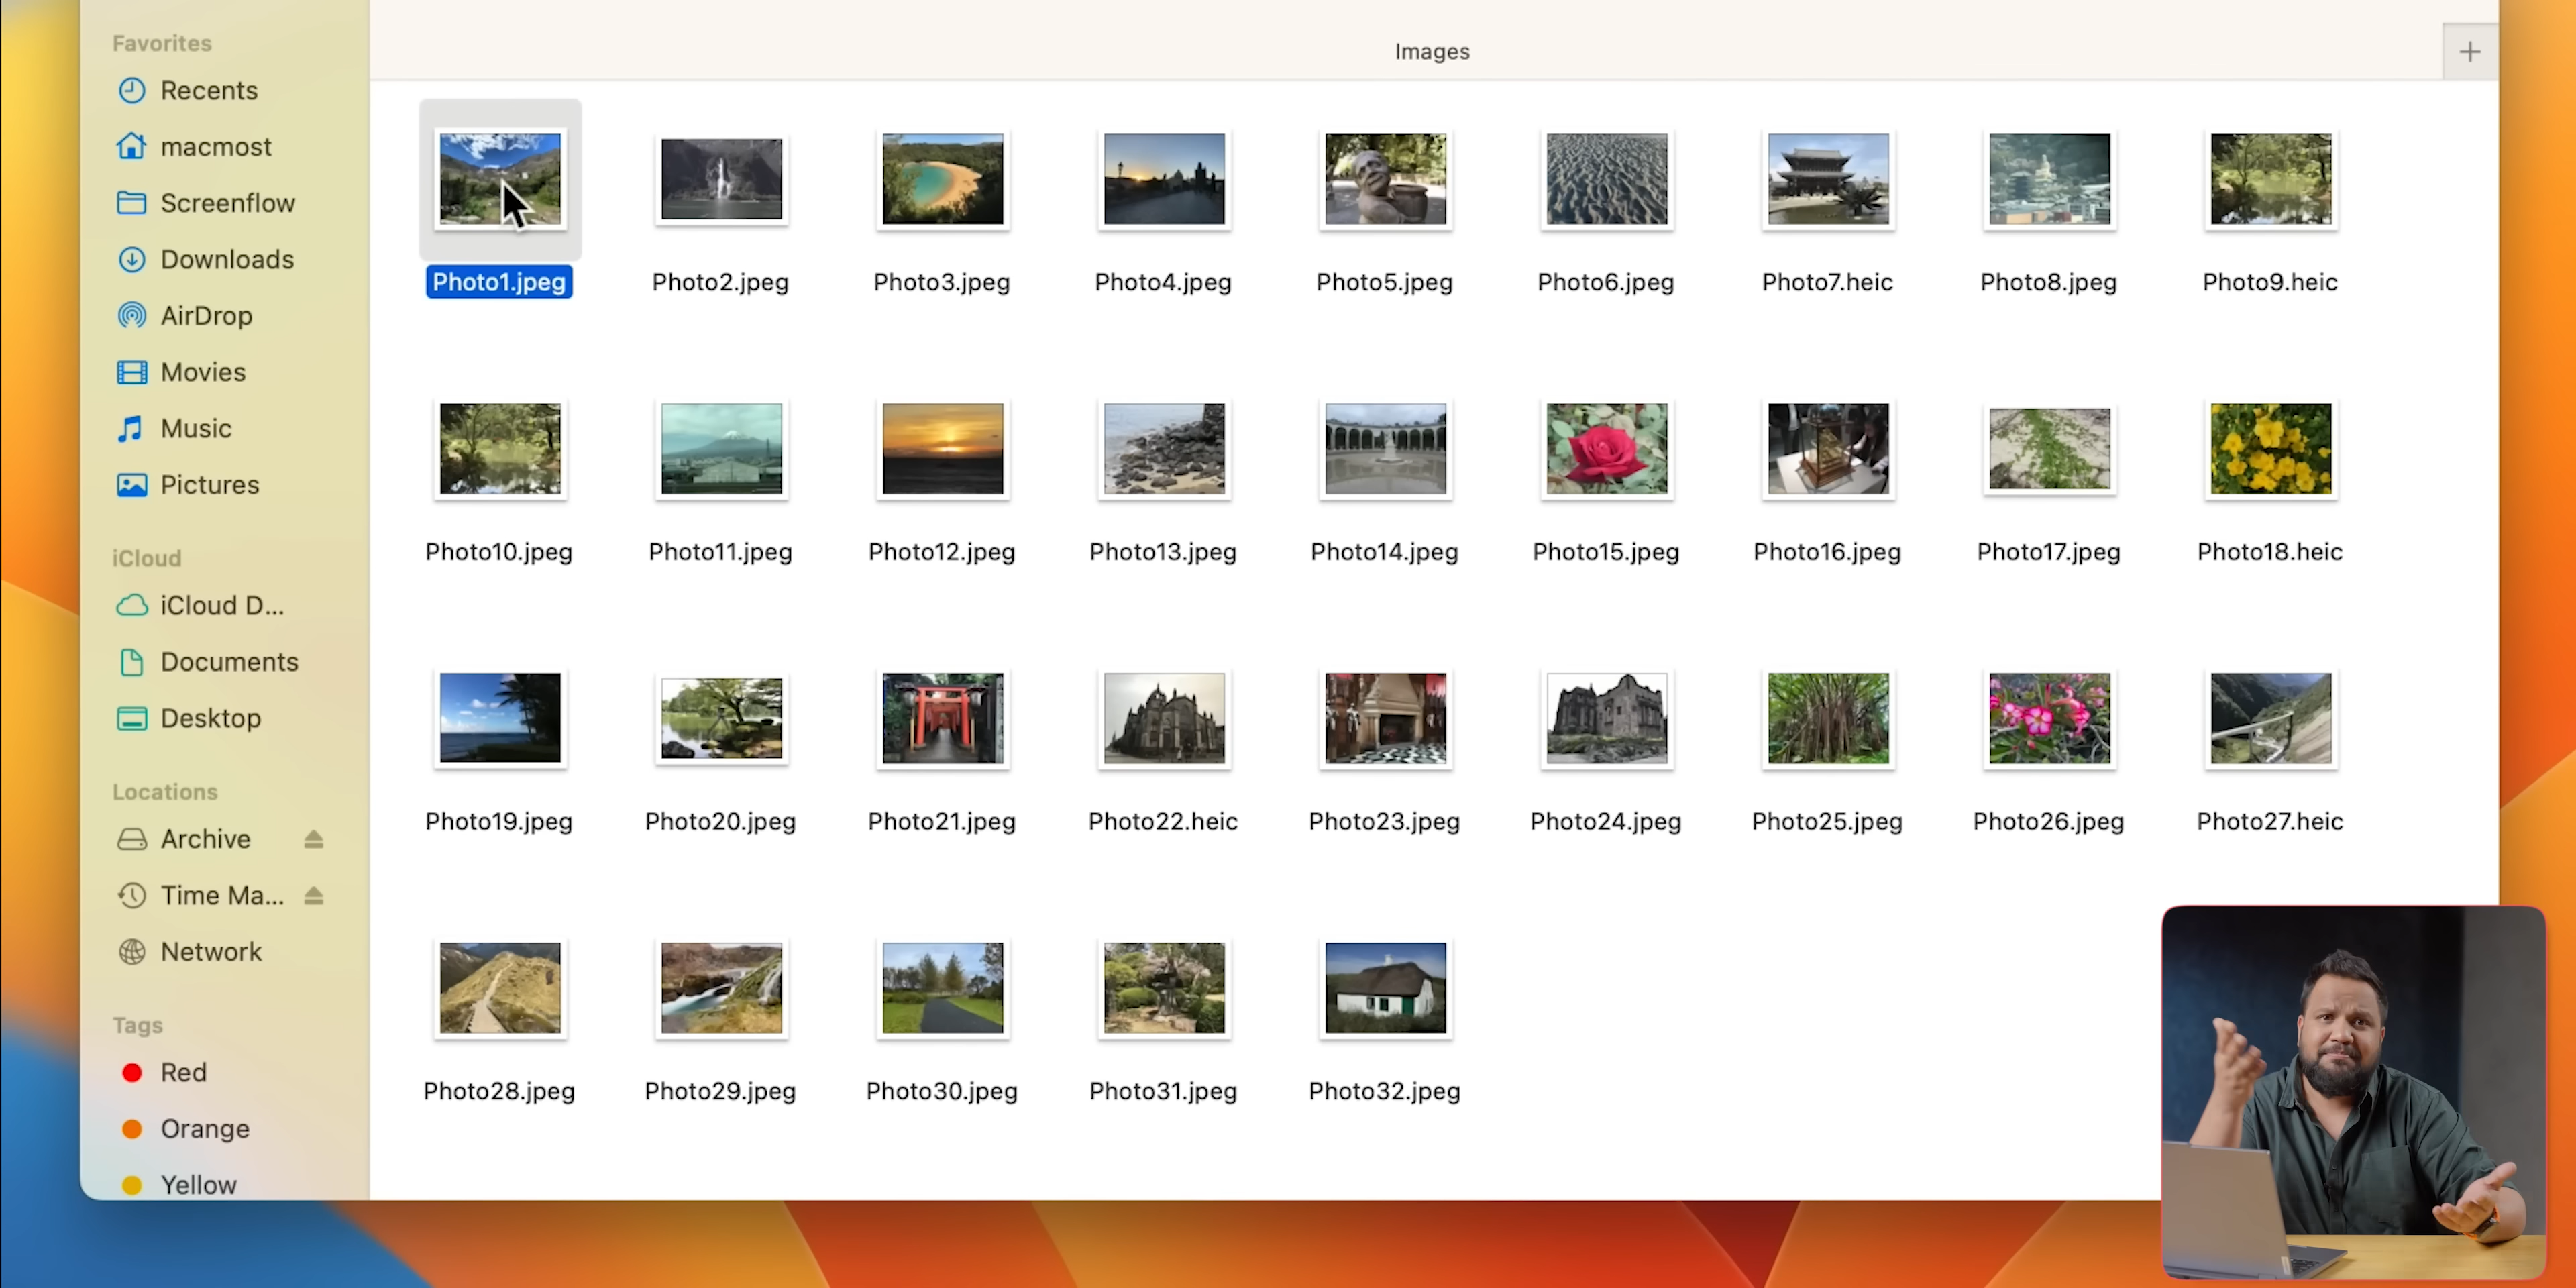 Favorites
Recents
macmost
Screenflow
Downloads
AirDrop
Movies
Music
Pictures
iCloud
iCloud D...
Documents
Desktop
Locations
Archive
Time Ma...
Network
Tags
Red
Orange
Yellow
Images
Photo1.jpeg Photo2.jpeg Photo3.jpeg Photo4.jpeg Photo5.jpeg Photo6.jpeg Photo7.heic Photo8.jpeg Photo9.heic
Photo10.jpeg Photo11.jpeg Photo12.jpeg Photo13.jpeg Photo14.jpeg Photo15.jpeg Photo16.jpeg Photo17.jpeg Photo18.heic
Photo19.jpeg Photo20.jpeg Photo21.jpeg Photo22.heic Photo23.jpeg Photo24.jpeg Photo25.jpeg Photo26.jpeg Photo27.heic
Photo28.jpeg Photo29.jpeg Photo30.jpeg Photo31.jpeg Photo32.jpeg